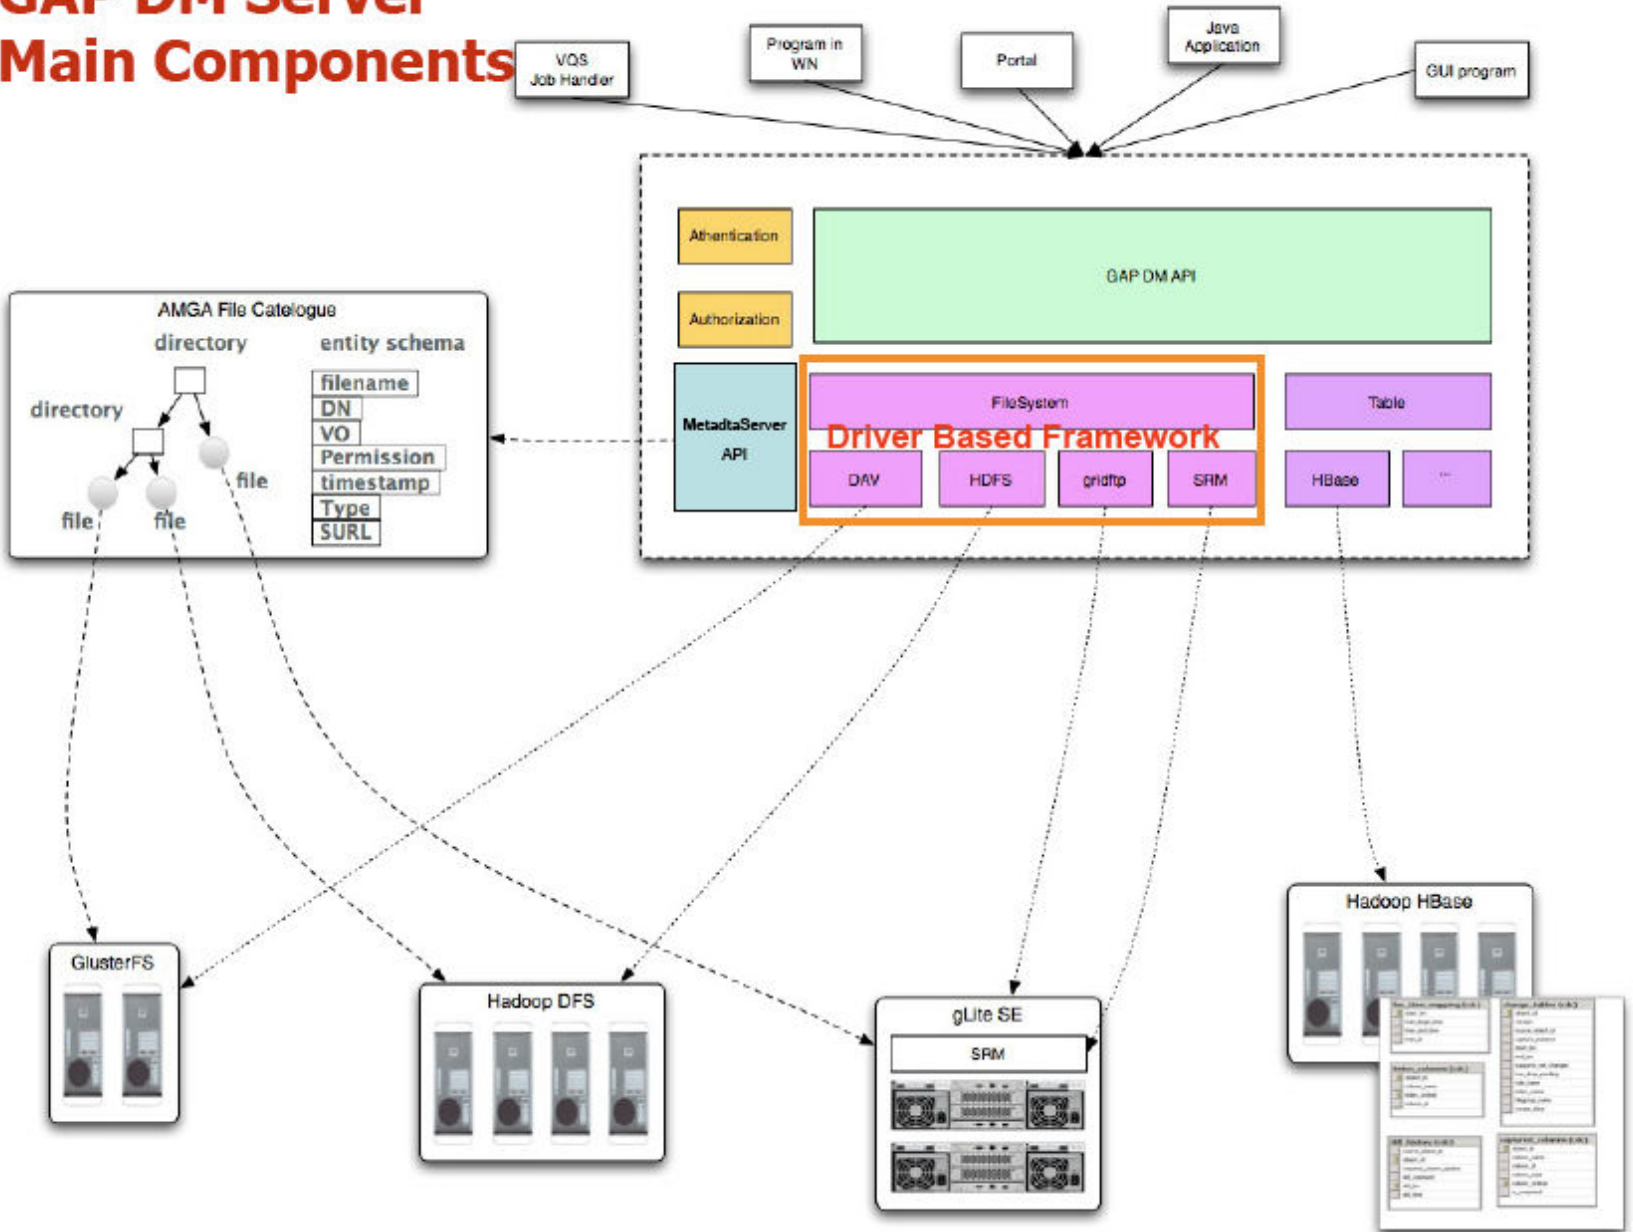 GAP DM Server
Main Components
VQS
Job Handler
Program in
WN
Portal
Java
Application
GUI program
Athentication
GAP DM API
Authorization
AMGA File Catelogue
directory
entity schema
filename
directory
DN
VO
Permission
file
timestamp
file
file
Type
SURL
MetadtaServer
API
FileSystem
Table
Driver Based Framework
DAV
HDFS
gridftp
SRM
HBase
...
Hadoop HBase
GlusterFS
Hadoop DFS
gLite SE
SRM